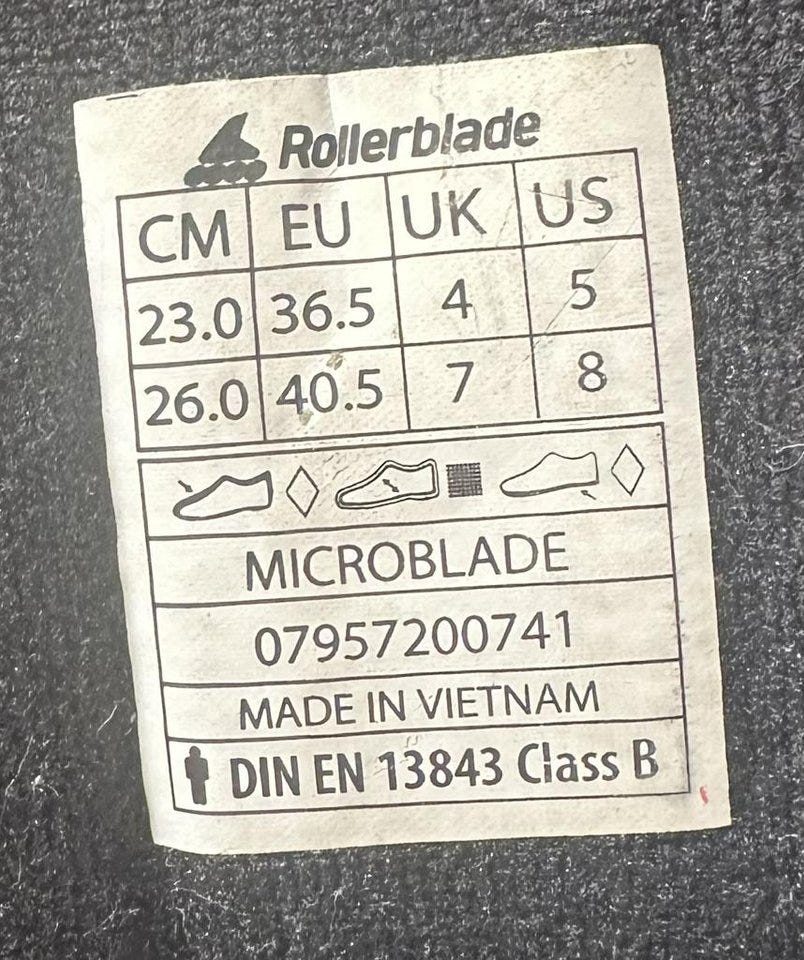 Rollerblade
CM EU UK US
23.0 36.5 4 5
26.0 40.5 7 8
MICROBLADE
07957200741
MADE IN VIETNAM
DIN EN 13843 Class B